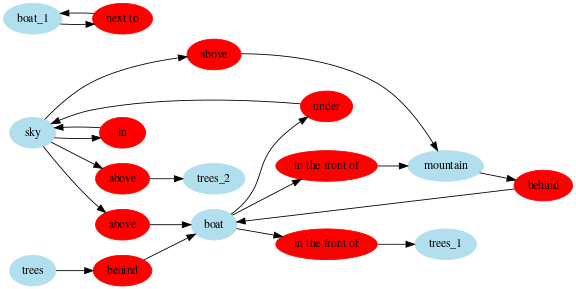 boat_1
next to
above
under
sky
in
in the front of
mountain
above
trees_2
behind
above
boat
in the front of
trees_1
trees
behind